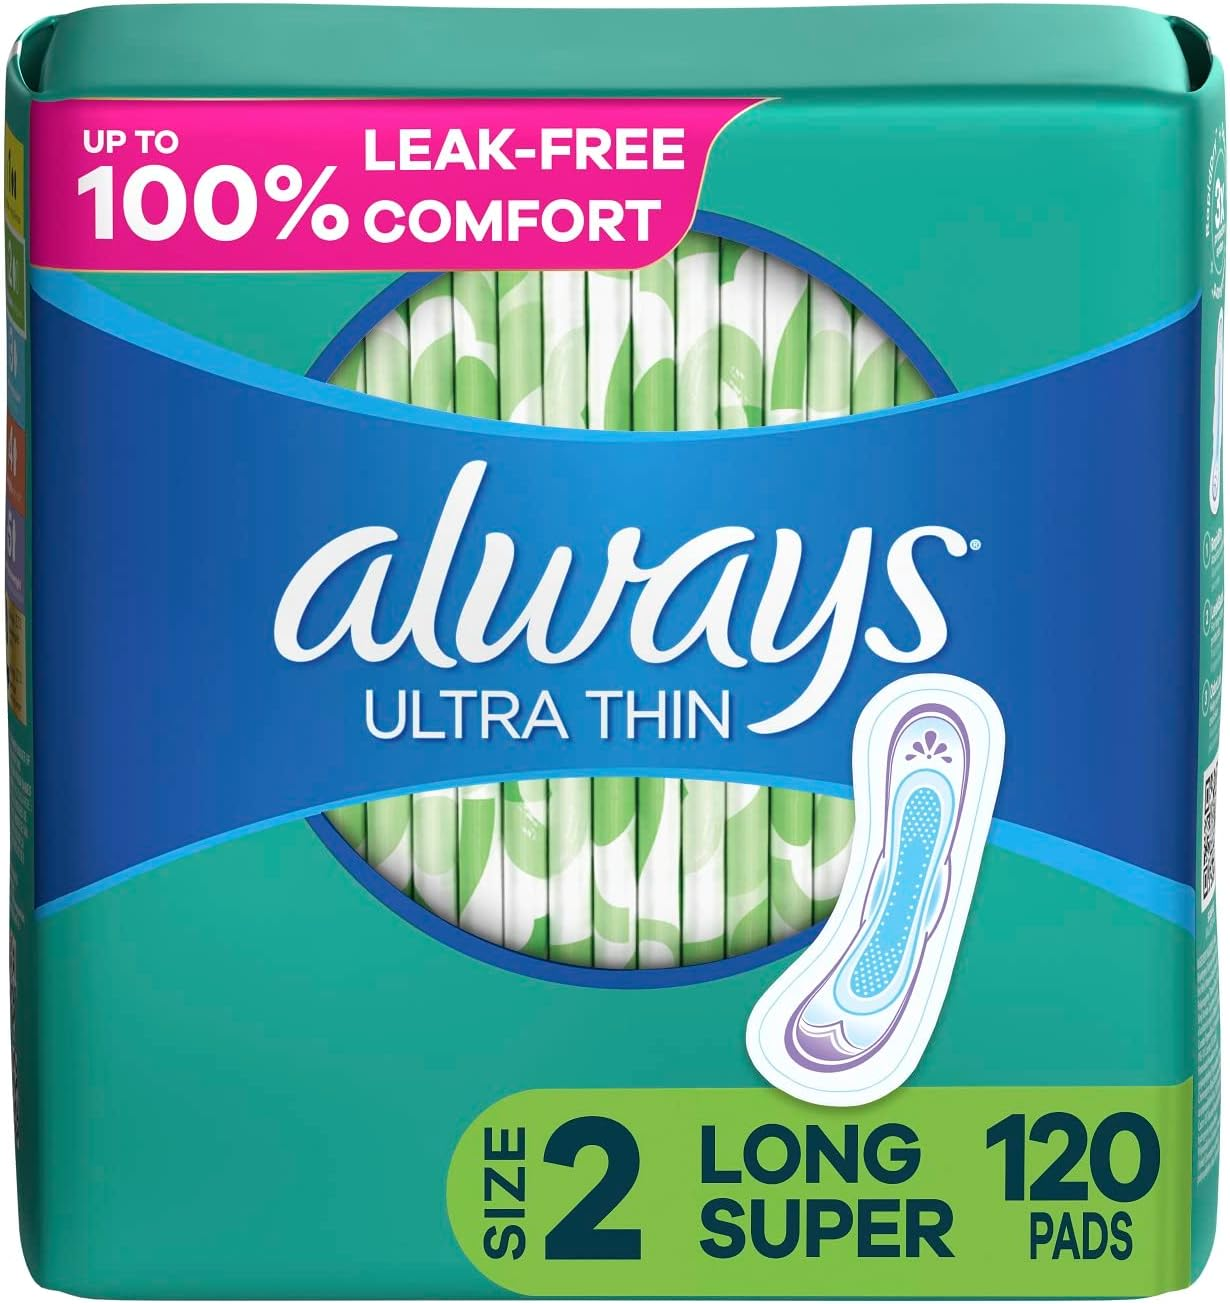 UP TO
100%
LEAK-FREE
COMFORT
always®
ULTRA THIN
SIZE
2
LONG
SUPER
120
PADS